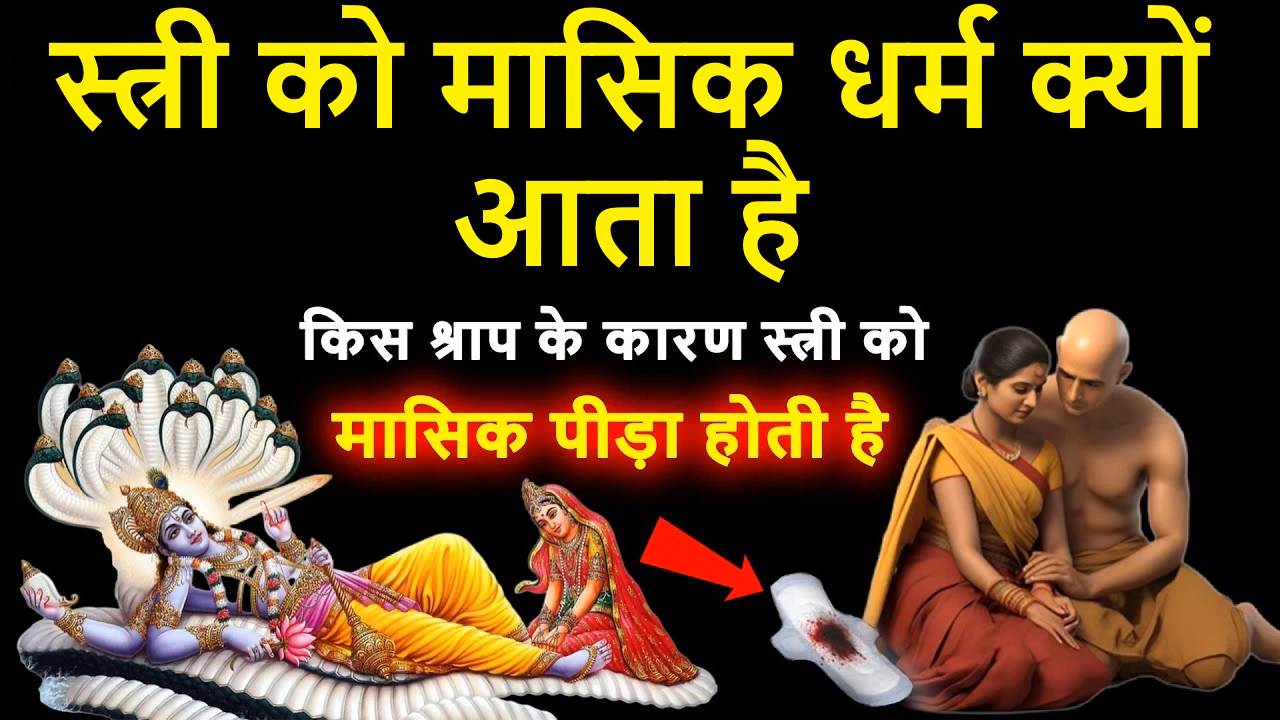 स्त्री को मासिक धर्म क्यों
आता है
किस श्राप के कारण स्त्री को
मासिक पीड़ा होती है